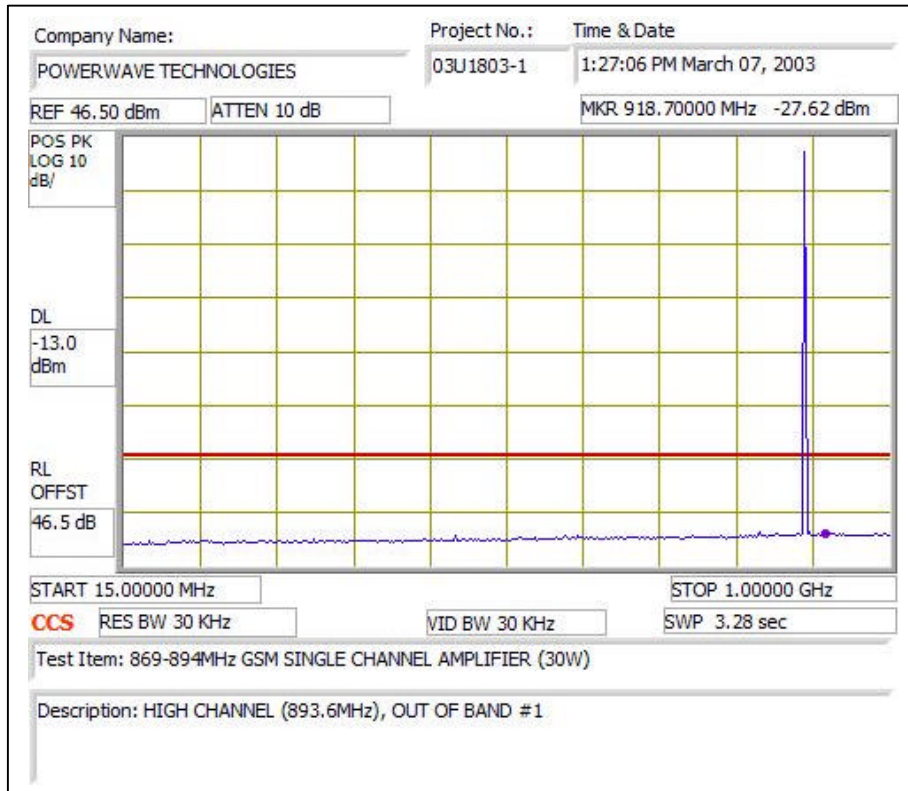 Company Name:
Project No.:
Time & Date
POWERWAVE TECHNOLOGIES
03U1803-1
1:27:06 PM March 07, 2003
REF 46.50 dBm
ATTEN 10 dB
MKR 918.70000 MHz -27.62 dBm
POS PK
LOG 10
dB/
DL
-13.0
dBm
RL
OFFST
46.5 dB
START 15.00000 MHz
STOP 1.00000 GHz
CCS
RES BW 30 KHz
VID BW 30 KHz
SWP 3.28 sec
Test Item: 869-894MHz GSM SINGLE CHANNEL AMPLIFIER (30W)
Description: HIGH CHANNEL (893.6MHz), OUT OF BAND #1